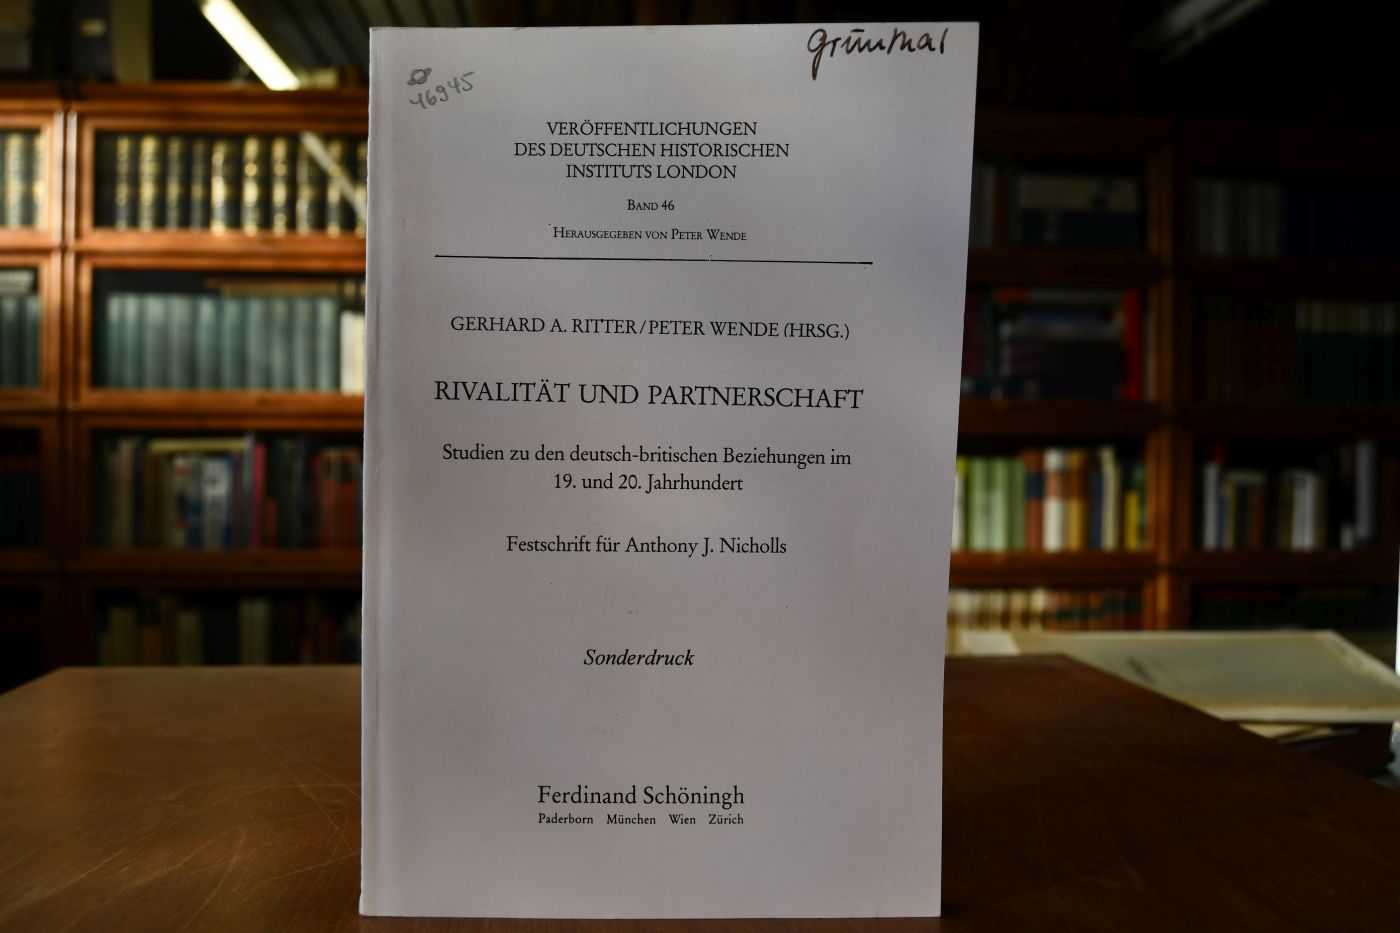 Grünthal
46945
VERÖFFENTLICHUNGEN
DES DEUTSCHEN HISTORISCHEN
INSTITUTS LONDON
BAND 46
HERAUSGEGEBEN VON PETER WENDE
GERHARD A. RITTER/PETER WENDE (HRSG.)
RIVALITÄT UND PARTNERSCHAFT
Studien zu den deutsch-britischen Beziehungen im
19. und 20. Jahrhundert
Festschrift für Anthony J. Nicholls
Sonderdruck
Ferdinand Schöningh
Paderborn München Wien Zürich